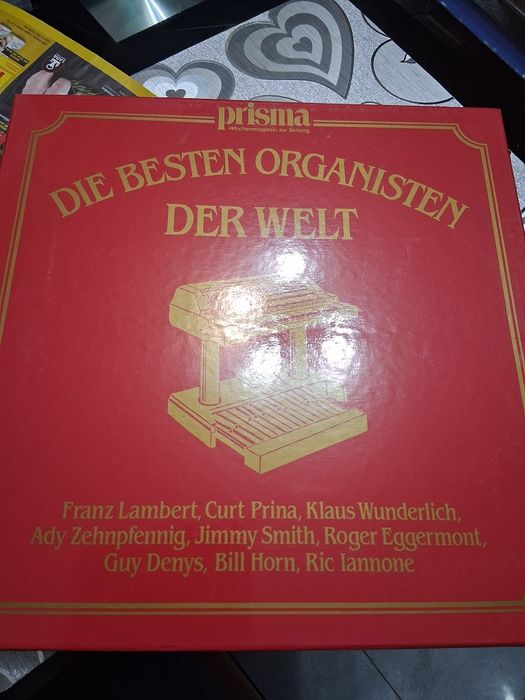 prisma
Wochenmagazin zur Zeitung
DIE BESTEN ORGANISTEN
DER WELT
Franz Lambert, Curt Prina, Klaus Wunderlich,
Ady Zehnpfennig, Jimmy Smith, Roger Eggermont,
Guy Denys, Bill Horn, Ric Iannone